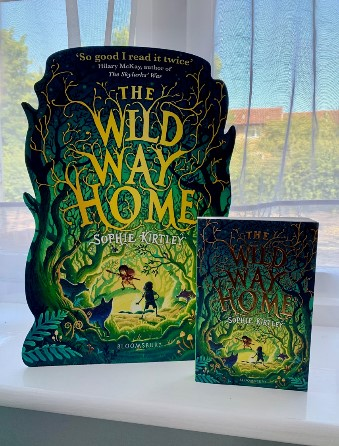 'So good I read it twice'
Hilary McKay, author of
The Skylarks' War
THE
WILD
WAY
HOME
SOPHIE KIRTLEY
BLOOMSBURY
THE
WILD
WAY
HOME
SOPHIE KIRTLEY
BLOOMSBURY